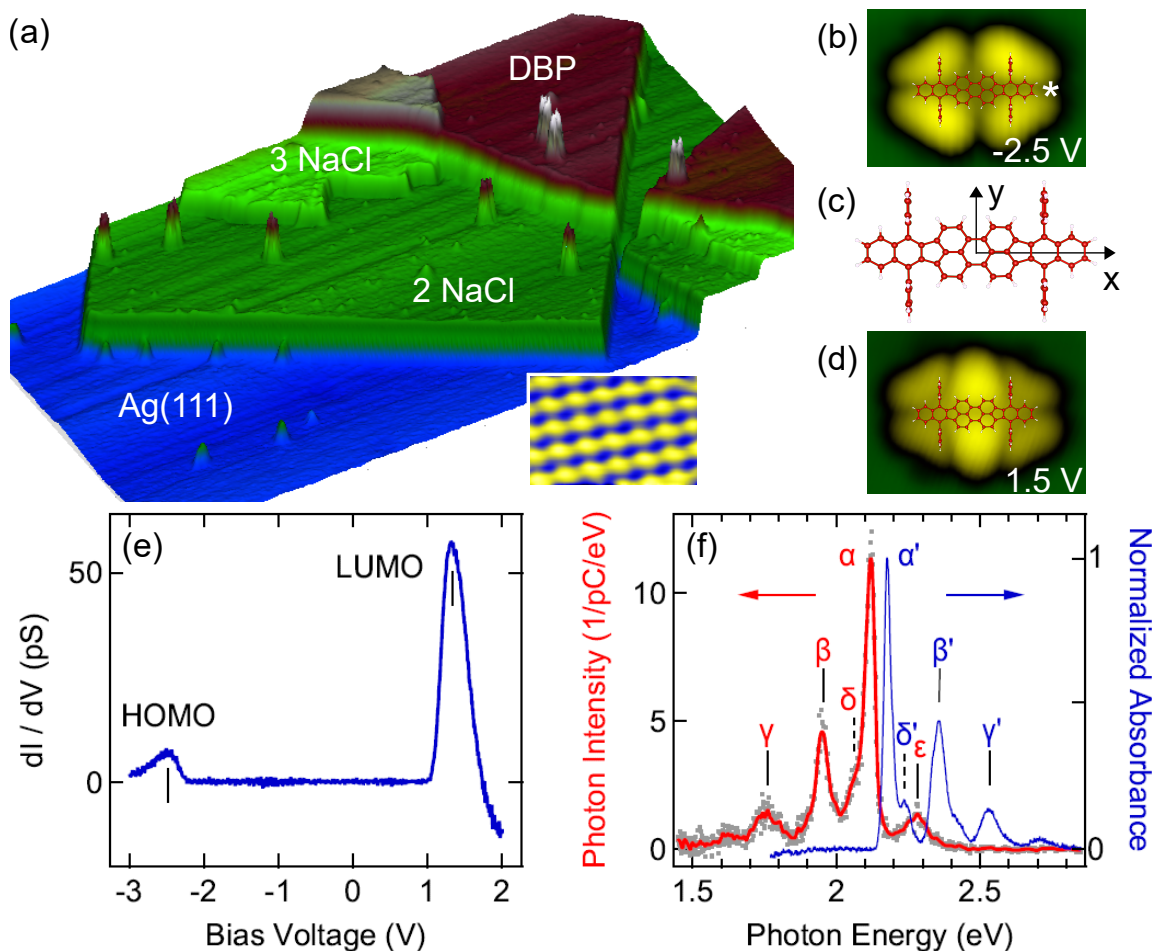 (a)
DBP
3 NaCl
2 NaCl
Ag(111)
(b)
*
-2.5 V
(c)
y
x
(d)
1.5 V
(e)
dI / dV (pS)
50
0
HOMO
LUMO
-3 -2 -1 0 1 2
Bias Voltage (V)
(f)
Photon Intensity (1/pC/eV)
10
5
0
γ
β
δ
α
α'
δ'
ε
β'
γ'
1
0
Normalized Absorbance
1.5 2 2.5
Photon Energy (eV)